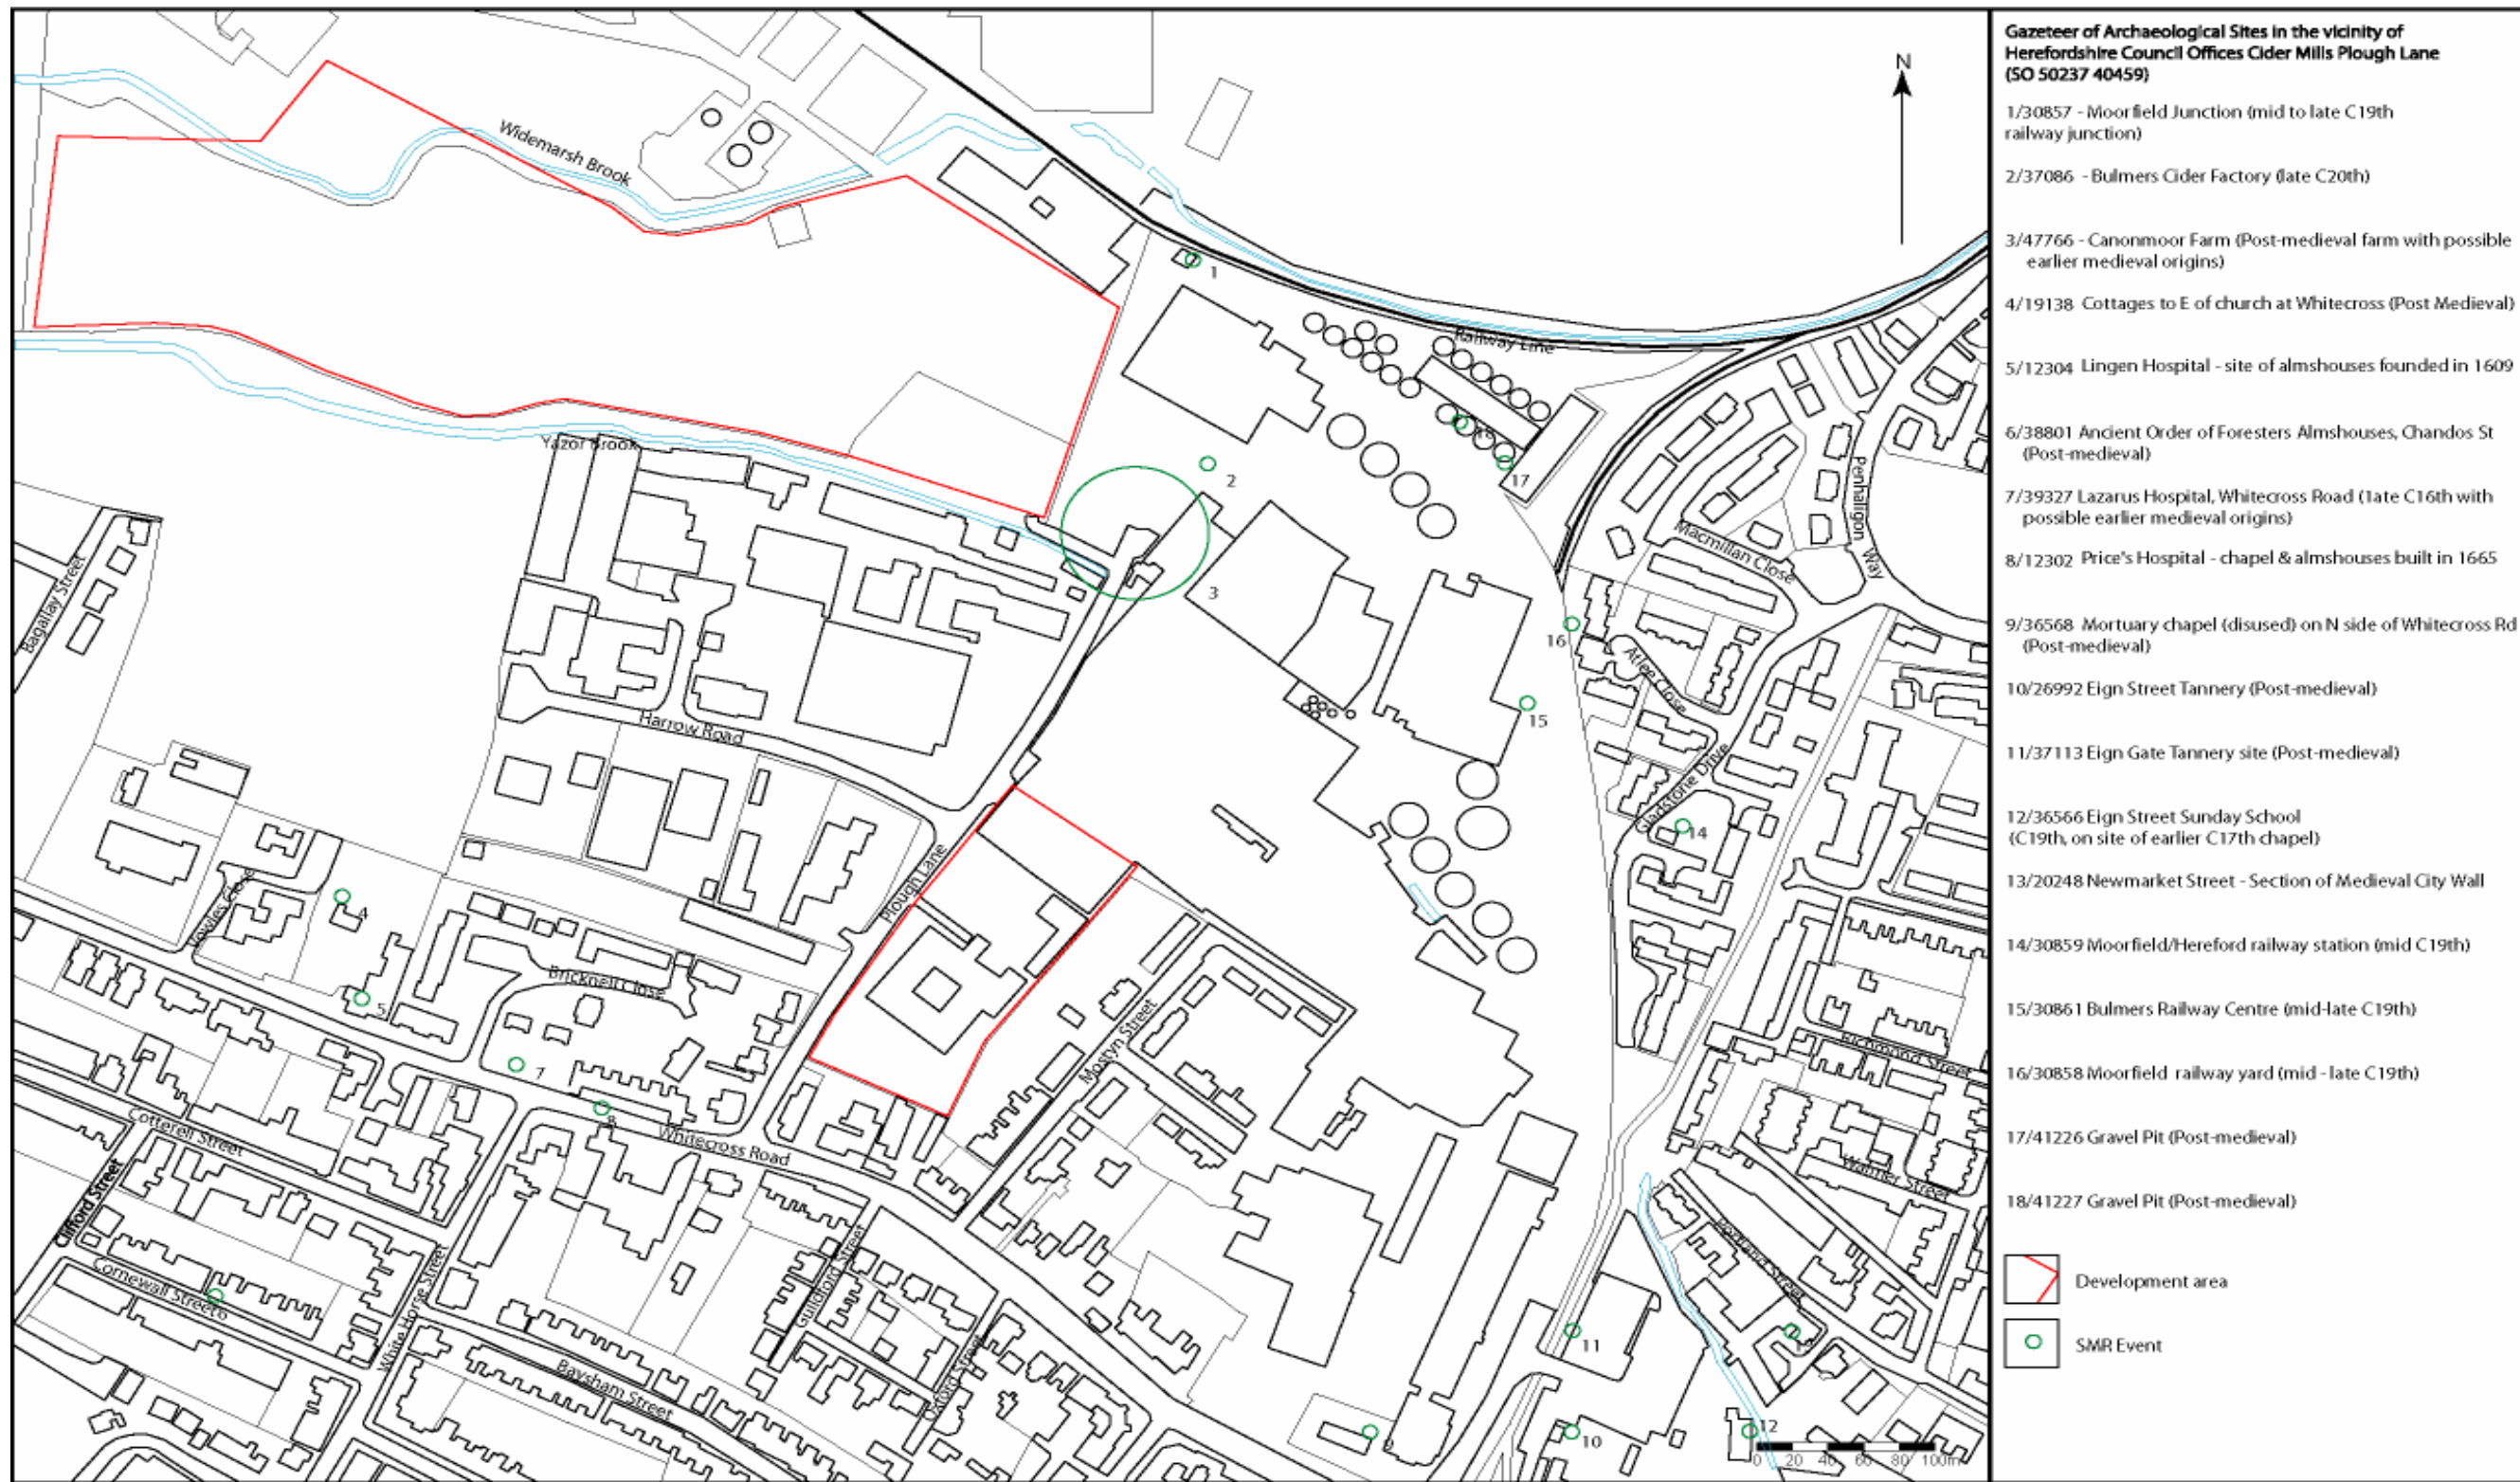 Gazeteer of Archaeological Sites in the vicinity of
Herefordshire Council Offices Cider Mills Plough Lane
(SO 50237 40459)
1/30857 - Moorfield Junction (mid to late C19th
railway junction)
2/37086 - Bulmers Cider Factory (late C20th)
3/47766 - Canonmoor Farm (Post-medieval farm with possible
earlier medieval origins)
4/19138 Cottages to E of church at Whitecross (Post Medieval)
5/12304 Lingen Hospital - site of almshouses founded in 1609
6/38801 Ancient Order of Foresters Almshouses, Chandos St
(Post-medieval)
7/39327 Lazarus Hospital, Whitecross Road (late C16th with
possible earlier medieval origins)
8/12302 Price's Hospital - chapel & almshouses built in 1665
9/36568 Mortuary chapel (disused) on N side of Whitecross Rd
(Post-medieval)
10/26992 Eign Street Tannery (Post-medieval)
11/37113 Eign Gate Tannery site (Post-medieval)
12/36566 Eign Street Sunday School
(C19th, on site of earlier C17th chapel)
13/20248 Newmarket Street - Section of Medieval City Wall
14/30859 Moorfield/Hereford railway station (mid C19th)
15/30861 Bulmers Railway Centre (mid-late C19th)
16/30858 Moorfield railway yard (mid - late C19th)
17/41226 Gravel Pit (Post-medieval)
18/41227 Gravel Pit (Post-medieval)
Development area
SMR Event
N
Widemarsh Brook
1
Railway Line
18
17
2
Yazor Brook
3
Penhaligon Way
Macmillan Close
Bagallay Street
16
Atlee Close
15
Harrow Road
Gladstone Drive
14
Plough Lane
Vowles Close
4
Bricknell Close
5
Mostyn Street
Richmond Street
7
8
Whitecross Road
Cotterell Street
Clifford Street
Warner Street
Portland Street
Guildford Street
White Horse Street
Cornewall Street
6
Baysham Street
Oxford Street
11
9
10
12
0 20 40 60 80 100m